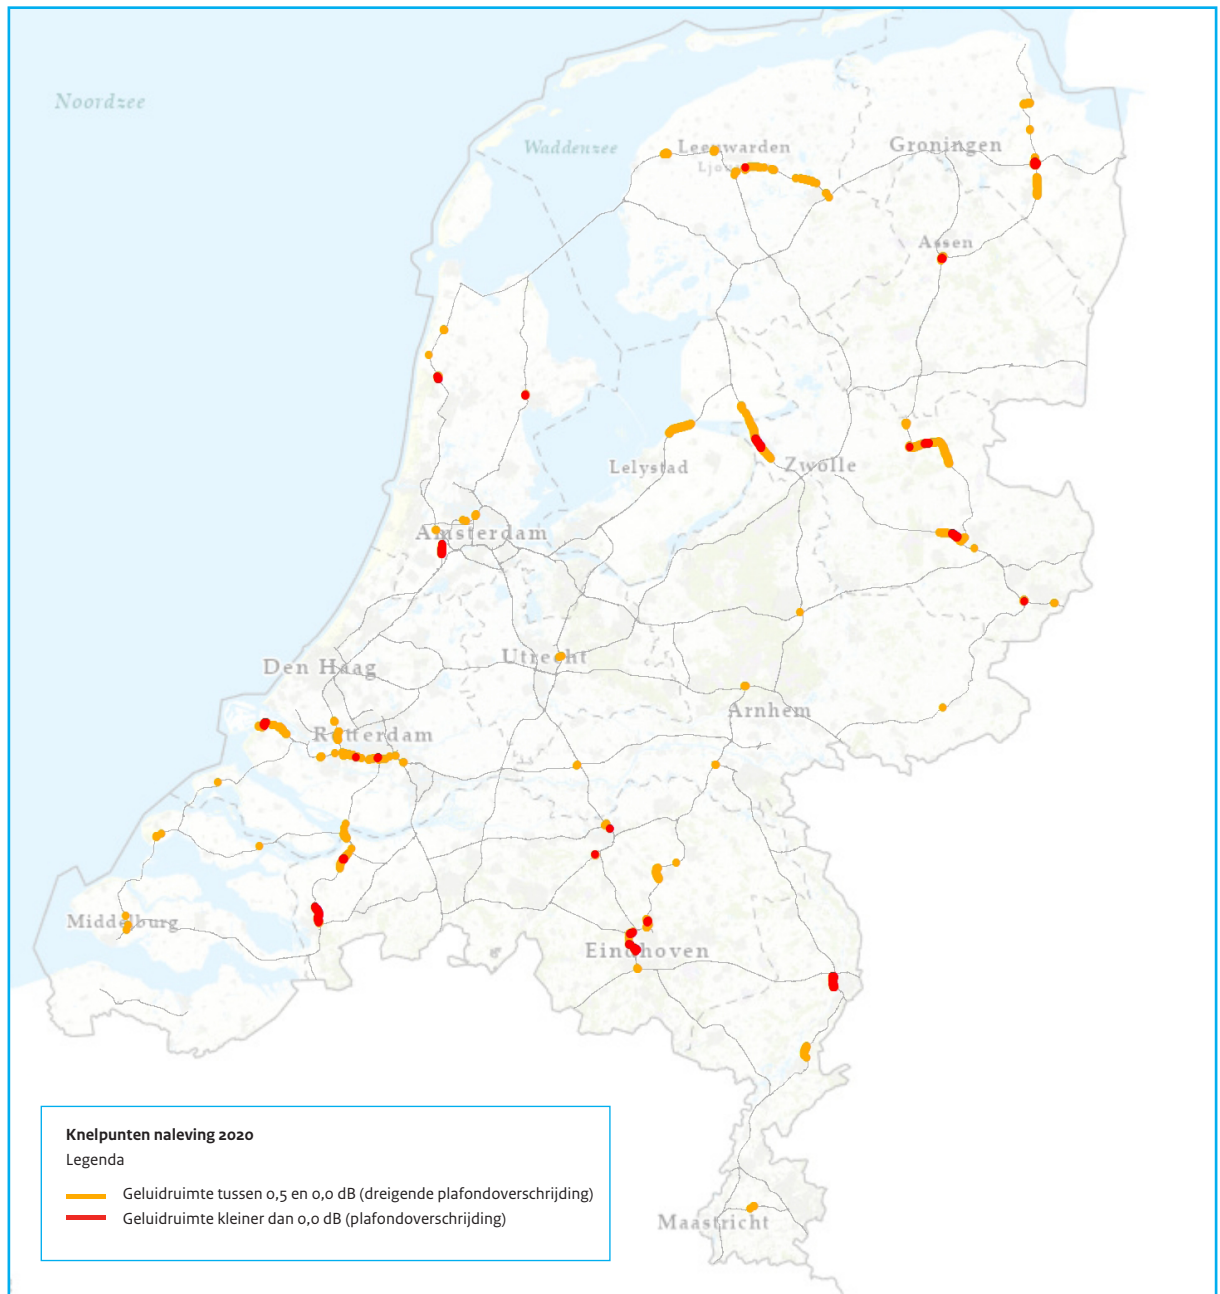 Noordzee
Waddenzee
Leeuwarden
Ljou
Groningen
Assen
Lelystad
Zwolle
Amsterdam
Utrecht
Den Haag
Arnhem
Rotterdam
Middelburg
Eindhoven
Maastricht
Knelpunten naleving 2020
Legenda
Geluidruimte tussen 0,5 en 0,0 dB (dreigende plafondoverschrijding)
Geluidruimte kleiner dan 0,0 dB (plafondoverschrijding)